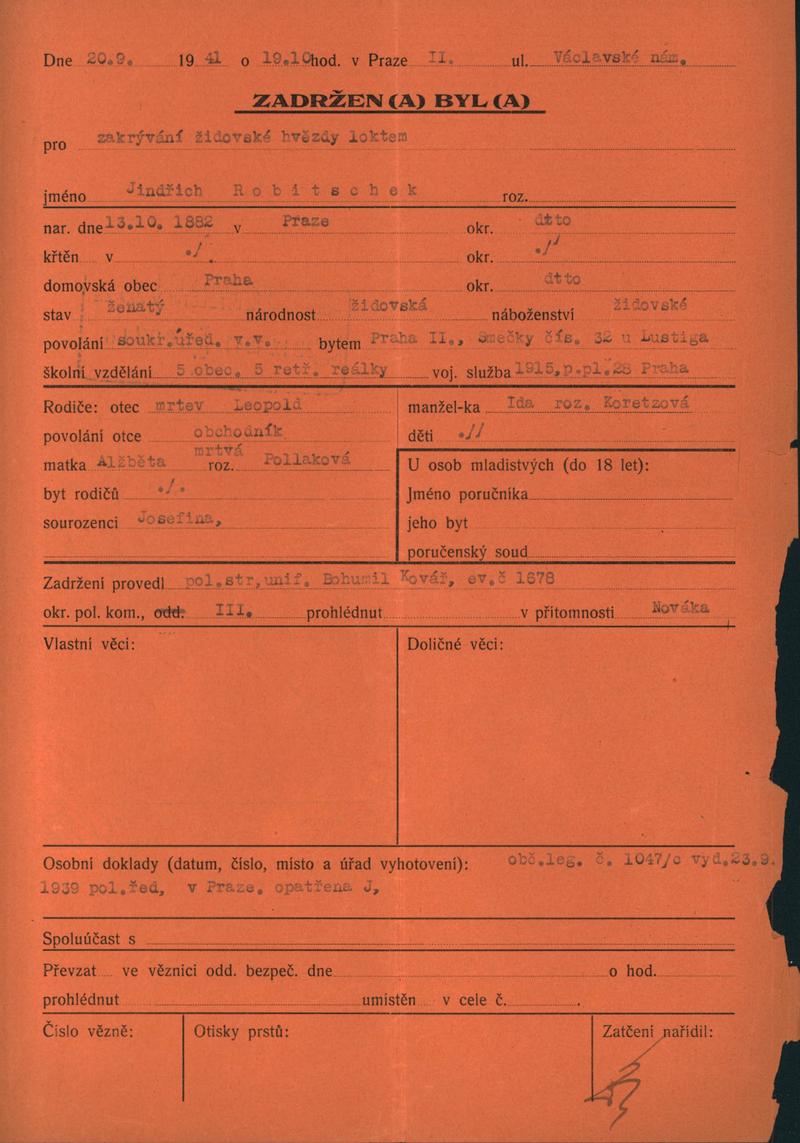 Dne 20.9. 19 41 o 19.10hod. v Praze II. ul. Václavské nám.
ZADRŽEN(A) BYL(A)
pro zakrývání židovské hvězdy loktem
jméno Jindřich Robitschek roz.
nar. dne 13.10. 1882 v Praze okr. dtto
křtěn v ./. okr. ./.
domovská obec Praha okr. dtto
stav ženatý národnost židovská náboženství židovské
povolání soukr.úřed. v.v. bytem Praha II., Smečky čís. 32 u Lustiga
školní vzdělání 5 obec. 5 retř. reálky voj. služba 1915,p.pl.28 Praha
Rodiče: otec mrtev Leopold
povolání otce obchodník
matka Alžběta mrtvá roz. Pollaková
byt rodičů ./.
sourozenci Josefina,
manžel-ka Ida roz. Koretzová
děti .//
U osob mladistvých (do 18 let):
Jméno poručníka
jeho byt
poručenský soud
Zadržení provedl pol.str,unif. Bohumil Kovář, ev.č 1678
okr. pol. kom., odd: III. prohlédnut v přítomnosti Nováka
Vlastní věci: Doličné věci:
Osobní doklady (datum, číslo, místo a úřad vyhotovení): obč.leg. č. 1047/c vyd.23.9.
1939 pol.řed, v Praze. opatřena J,
Spoluúčast s
Převzat ve věznici odd. bezpeč. dne o hod.
prohlédnut umístěn v cele č. .
Číslo vězně: Otisky prstů: Zatčení nařídil: